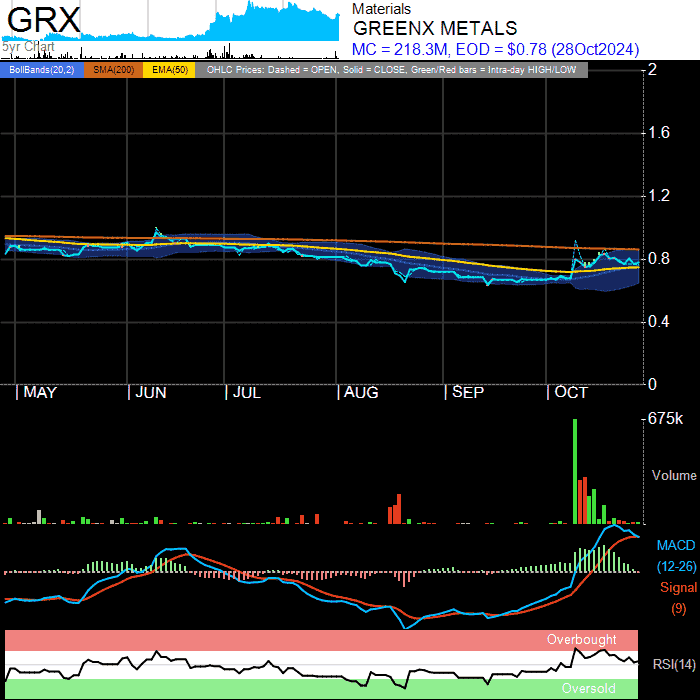 GRX
5yr Chart
Materials
GREENX METALS
MC = 218.3M, EOD = $0.78 (28Oct2024)
BollBands(20,2) SMA(200) EMA(50) OHLC Prices: Dashed = OPEN, Solid = CLOSE, Green/Red bars = Intra-day HIGH/LOW
2
1.6
1.2
0.8
0.4
0
MAY JUN JUL AUG SEP OCT
675k
Volume
MACD
(12-26)
Signal
(9)
Overbought
RSI(14)
Oversold